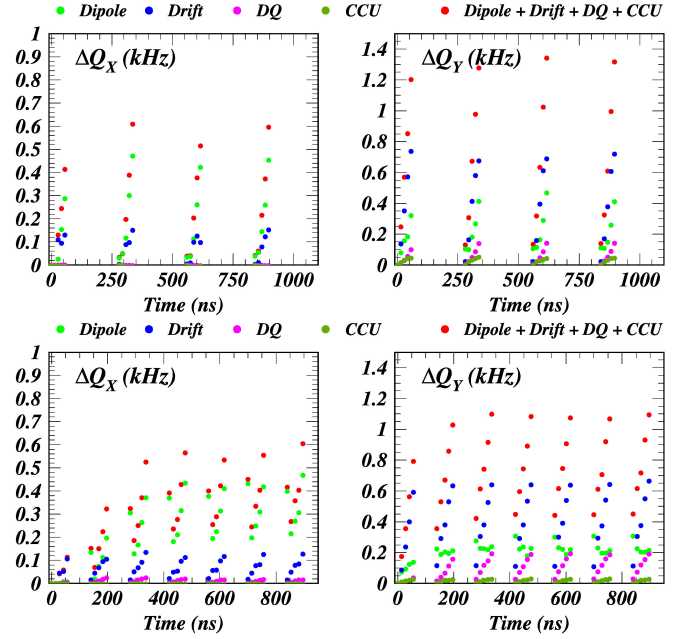 Dipole Drift DQ CCU Dipole + Drift + DQ + CCU
ΔQX (kHz)
1
0.9
0.8
0.7
0.6
0.5
0.4
0.3
0.2
0.1
0
0 250 500 750 1000
Time (ns)
ΔQY (kHz)
1.4
1.2
1
0.8
0.6
0.4
0.2
0
0 250 500 750 1000
Time (ns)
Dipole Drift DQ CCU Dipole + Drift + DQ + CCU
ΔQX (kHz)
1
0.9
0.8
0.7
0.6
0.5
0.4
0.3
0.2
0.1
0
0 200 400 600 800
Time (ns)
ΔQY (kHz)
1.4
1.2
1
0.8
0.6
0.4
0.2
0
0 200 400 600 800
Time (ns)